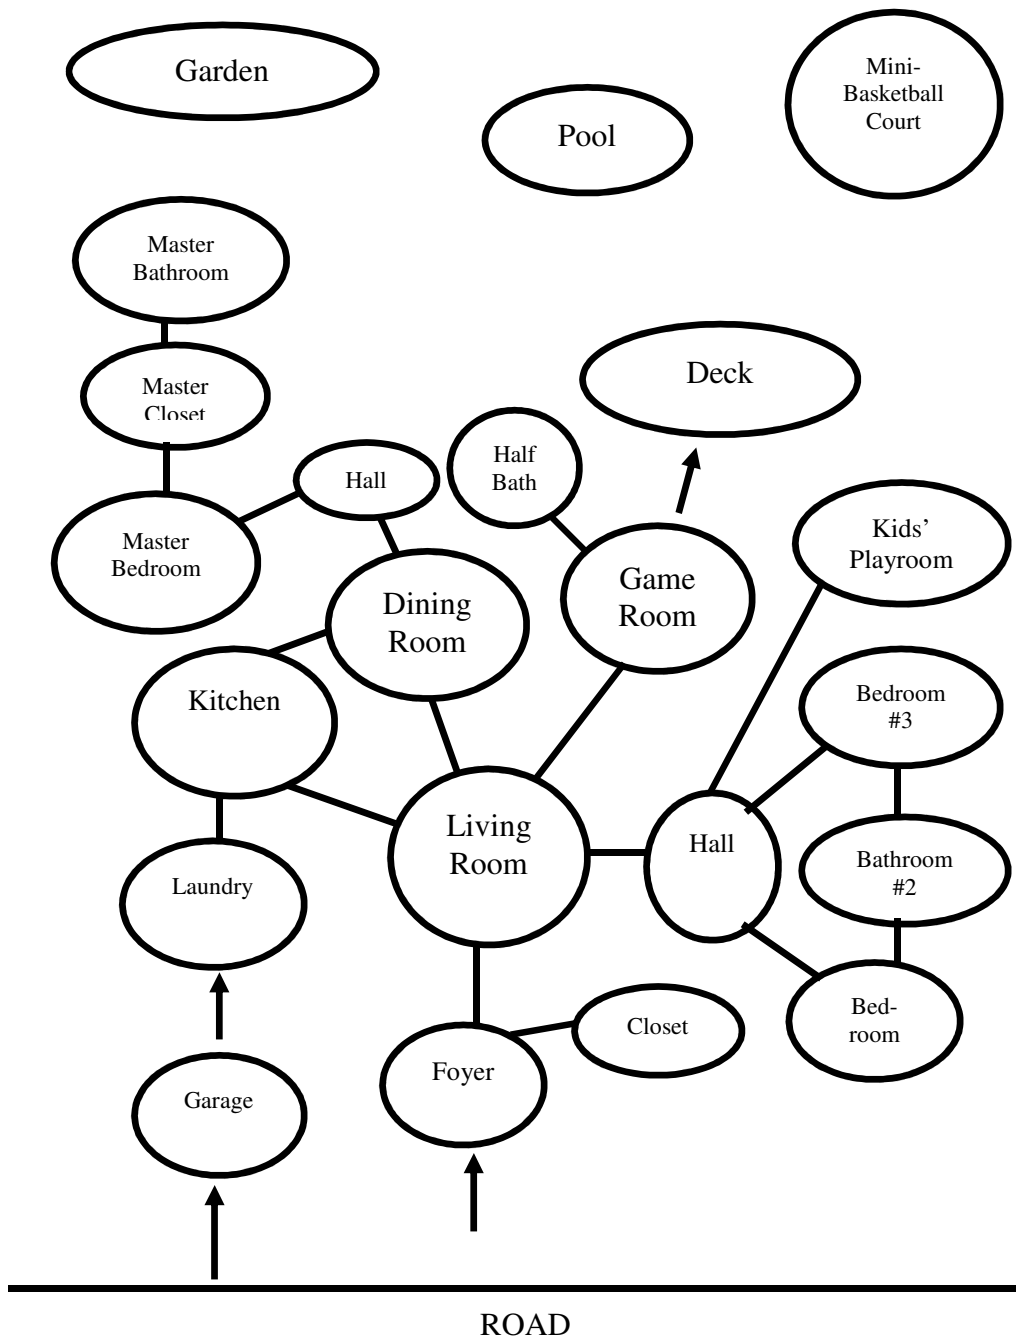 Garden
Mini-
Basketball
Court
Pool
Master
Bathroom
Deck
Master
Closet
Half
Bath
Hall
Kids’
Playroom
Master
Bedroom
Game
Room
Dining
Room
Kitchen
Bedroom
#3
Living
Room
Hall
Bathroom
#2
Laundry
Bed-
room
Closet
Foyer
Garage
ROAD